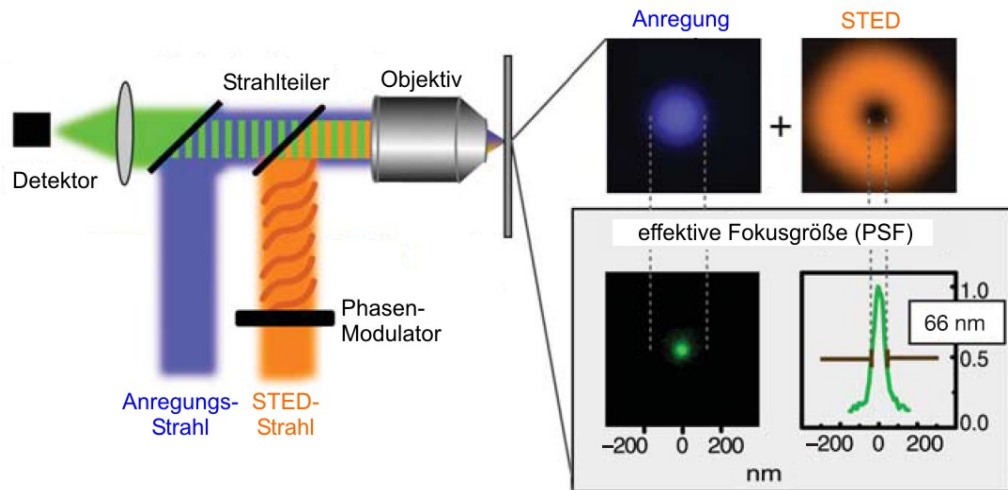 Anregung
STED
Strahlteiler
Objektiv
+
Detektor
effektive Fokusgröße (PSF)
1.0
66 nm
0.5
0.0
Phasen-
Modulator
Anregungs-
Strahl
STED-
Strahl
−200 0 200
−200 0 200
nm